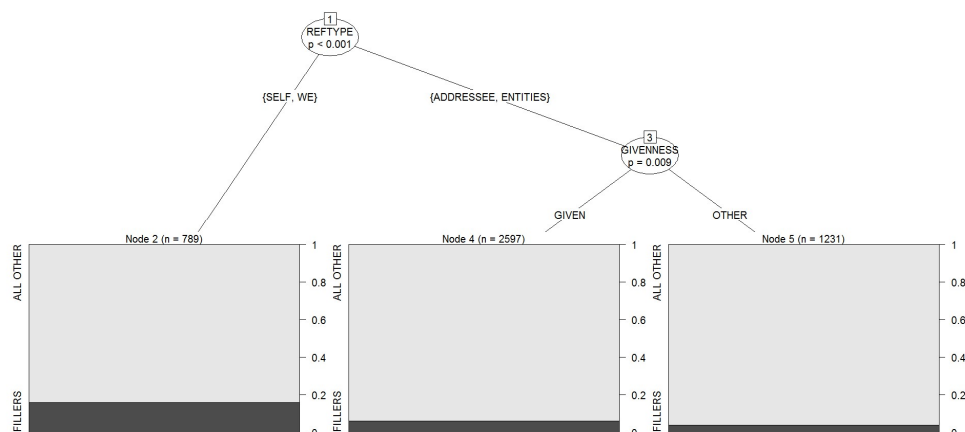 1
REFTYPE
p < 0.001
{SELF, WE}
{ADDRESSEE, ENTITIES}
3
GIVENNESS
p = 0.009
GIVEN
OTHER
Node 2 (n = 789)
Node 4 (n = 2597)
Node 5 (n = 1231)
ALL OTHER
FILLERS
1
0.8
0.6
0.4
0.2
0
ALL OTHER
FILLERS
1
0.8
0.6
0.4
0.2
0
ALL OTHER
FILLERS
1
0.8
0.6
0.4
0.2
0